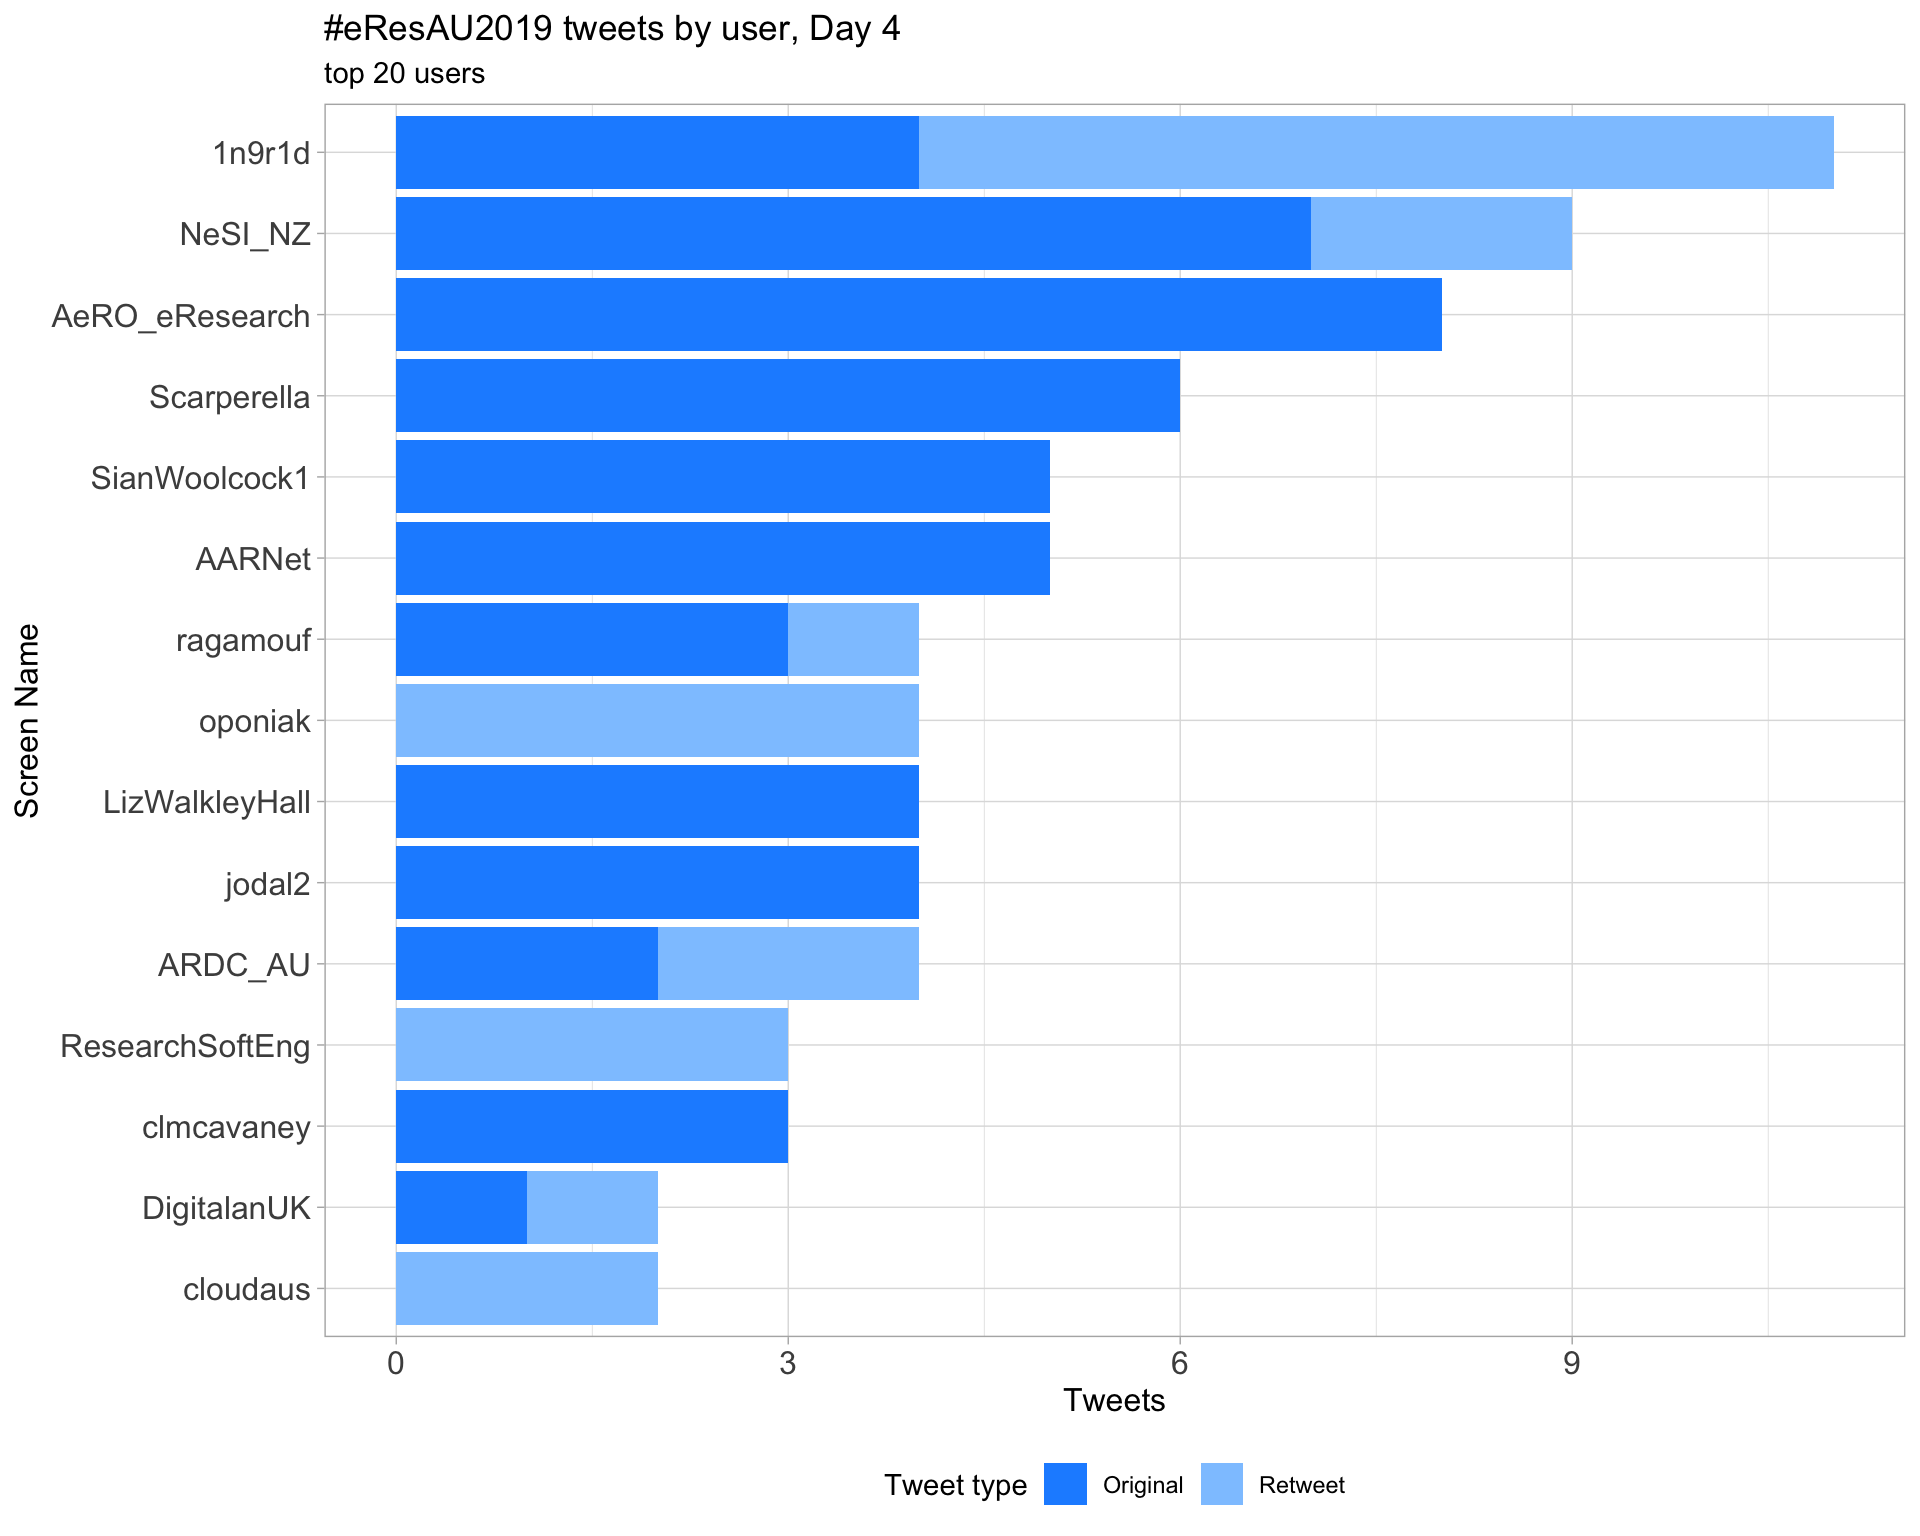 #eResAU2019 tweets by user, Day 4
top 20 users
1n9r1d
NeSI_NZ
AeRO_eResearch
Scarperella
SianWoolcock1
AARNet
ragamouf
oponiak
LizWalkleyHall
jodal2
ARDC_AU
ResearchSoftEng
clmcavaney
DigitalanUK
cloudaus
Screen Name
0 3 6 9
Tweets
Tweet type Original Retweet